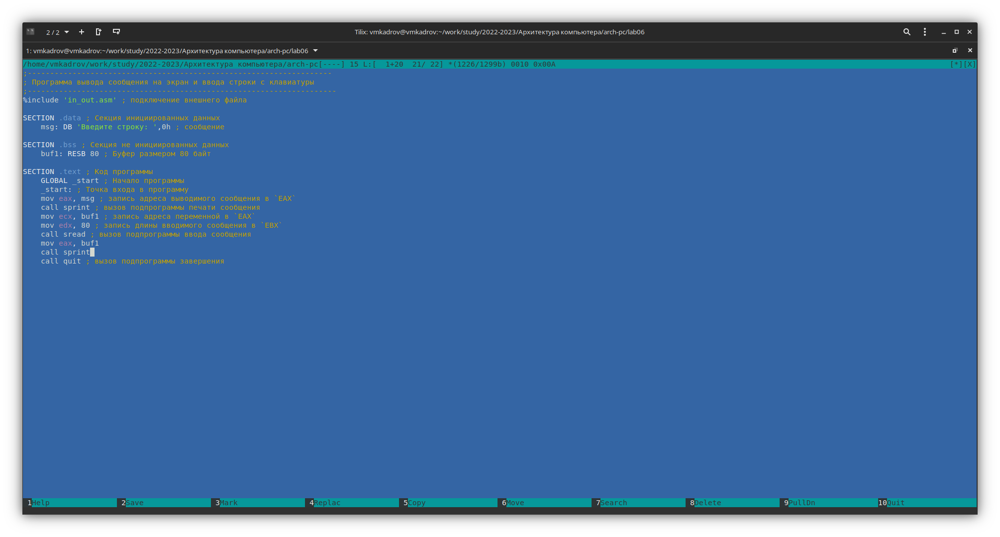 2 / 2
Tilix: vmkadrov@vmkadrov:~/work/study/2022-2023/Архитектура компьютера/arch-pc/lab06
1: vmkadrov@vmkadrov:~/work/study/2022-2023/Архитектура компьютера/arch-pc/lab06
/home/vmkadrov/work/study/2022-2023/Архитектура компьютера/arch-pc[----] 15 L:[  1+20  21/ 22] *(1226/1299b) 0010 0x00A [*][X]
;--------------------------------------------------------------------
; Программа вывода сообщения на экран и ввода строки с клавиатуры
;---------------------------------------------------------------------
%include 'in_out.asm' ; подключение внешнего файла
SECTION .data ; Секция инициированных данных
    msg: DB 'Введите строку: ',0h ; сообщение
SECTION .bss ; Секция не инициированных данных
    buf1: RESB 80 ; Буфер размером 80 байт
SECTION .text ; Код программы
    GLOBAL _start ; Начало программы
    _start: ; Точка входа в программу
    mov eax, msg ; запись адреса выводимого сообщения в `EAX`
    call sprint ; вызов подпрограммы печати сообщения
    mov ecx, buf1 ; запись адреса переменной в `EAX`
    mov edx, 80 ; запись длины вводимого сообщения в `EBX`
    call sread ; вызов подпрограммы ввода сообщения
    mov eax, buf1
    call sprint
    call quit ; вызов подпрограммы завершения
1Help 2Save 3Mark 4Replac 5Copy 6Move 7Search 8Delete 9PullDn 10Quit